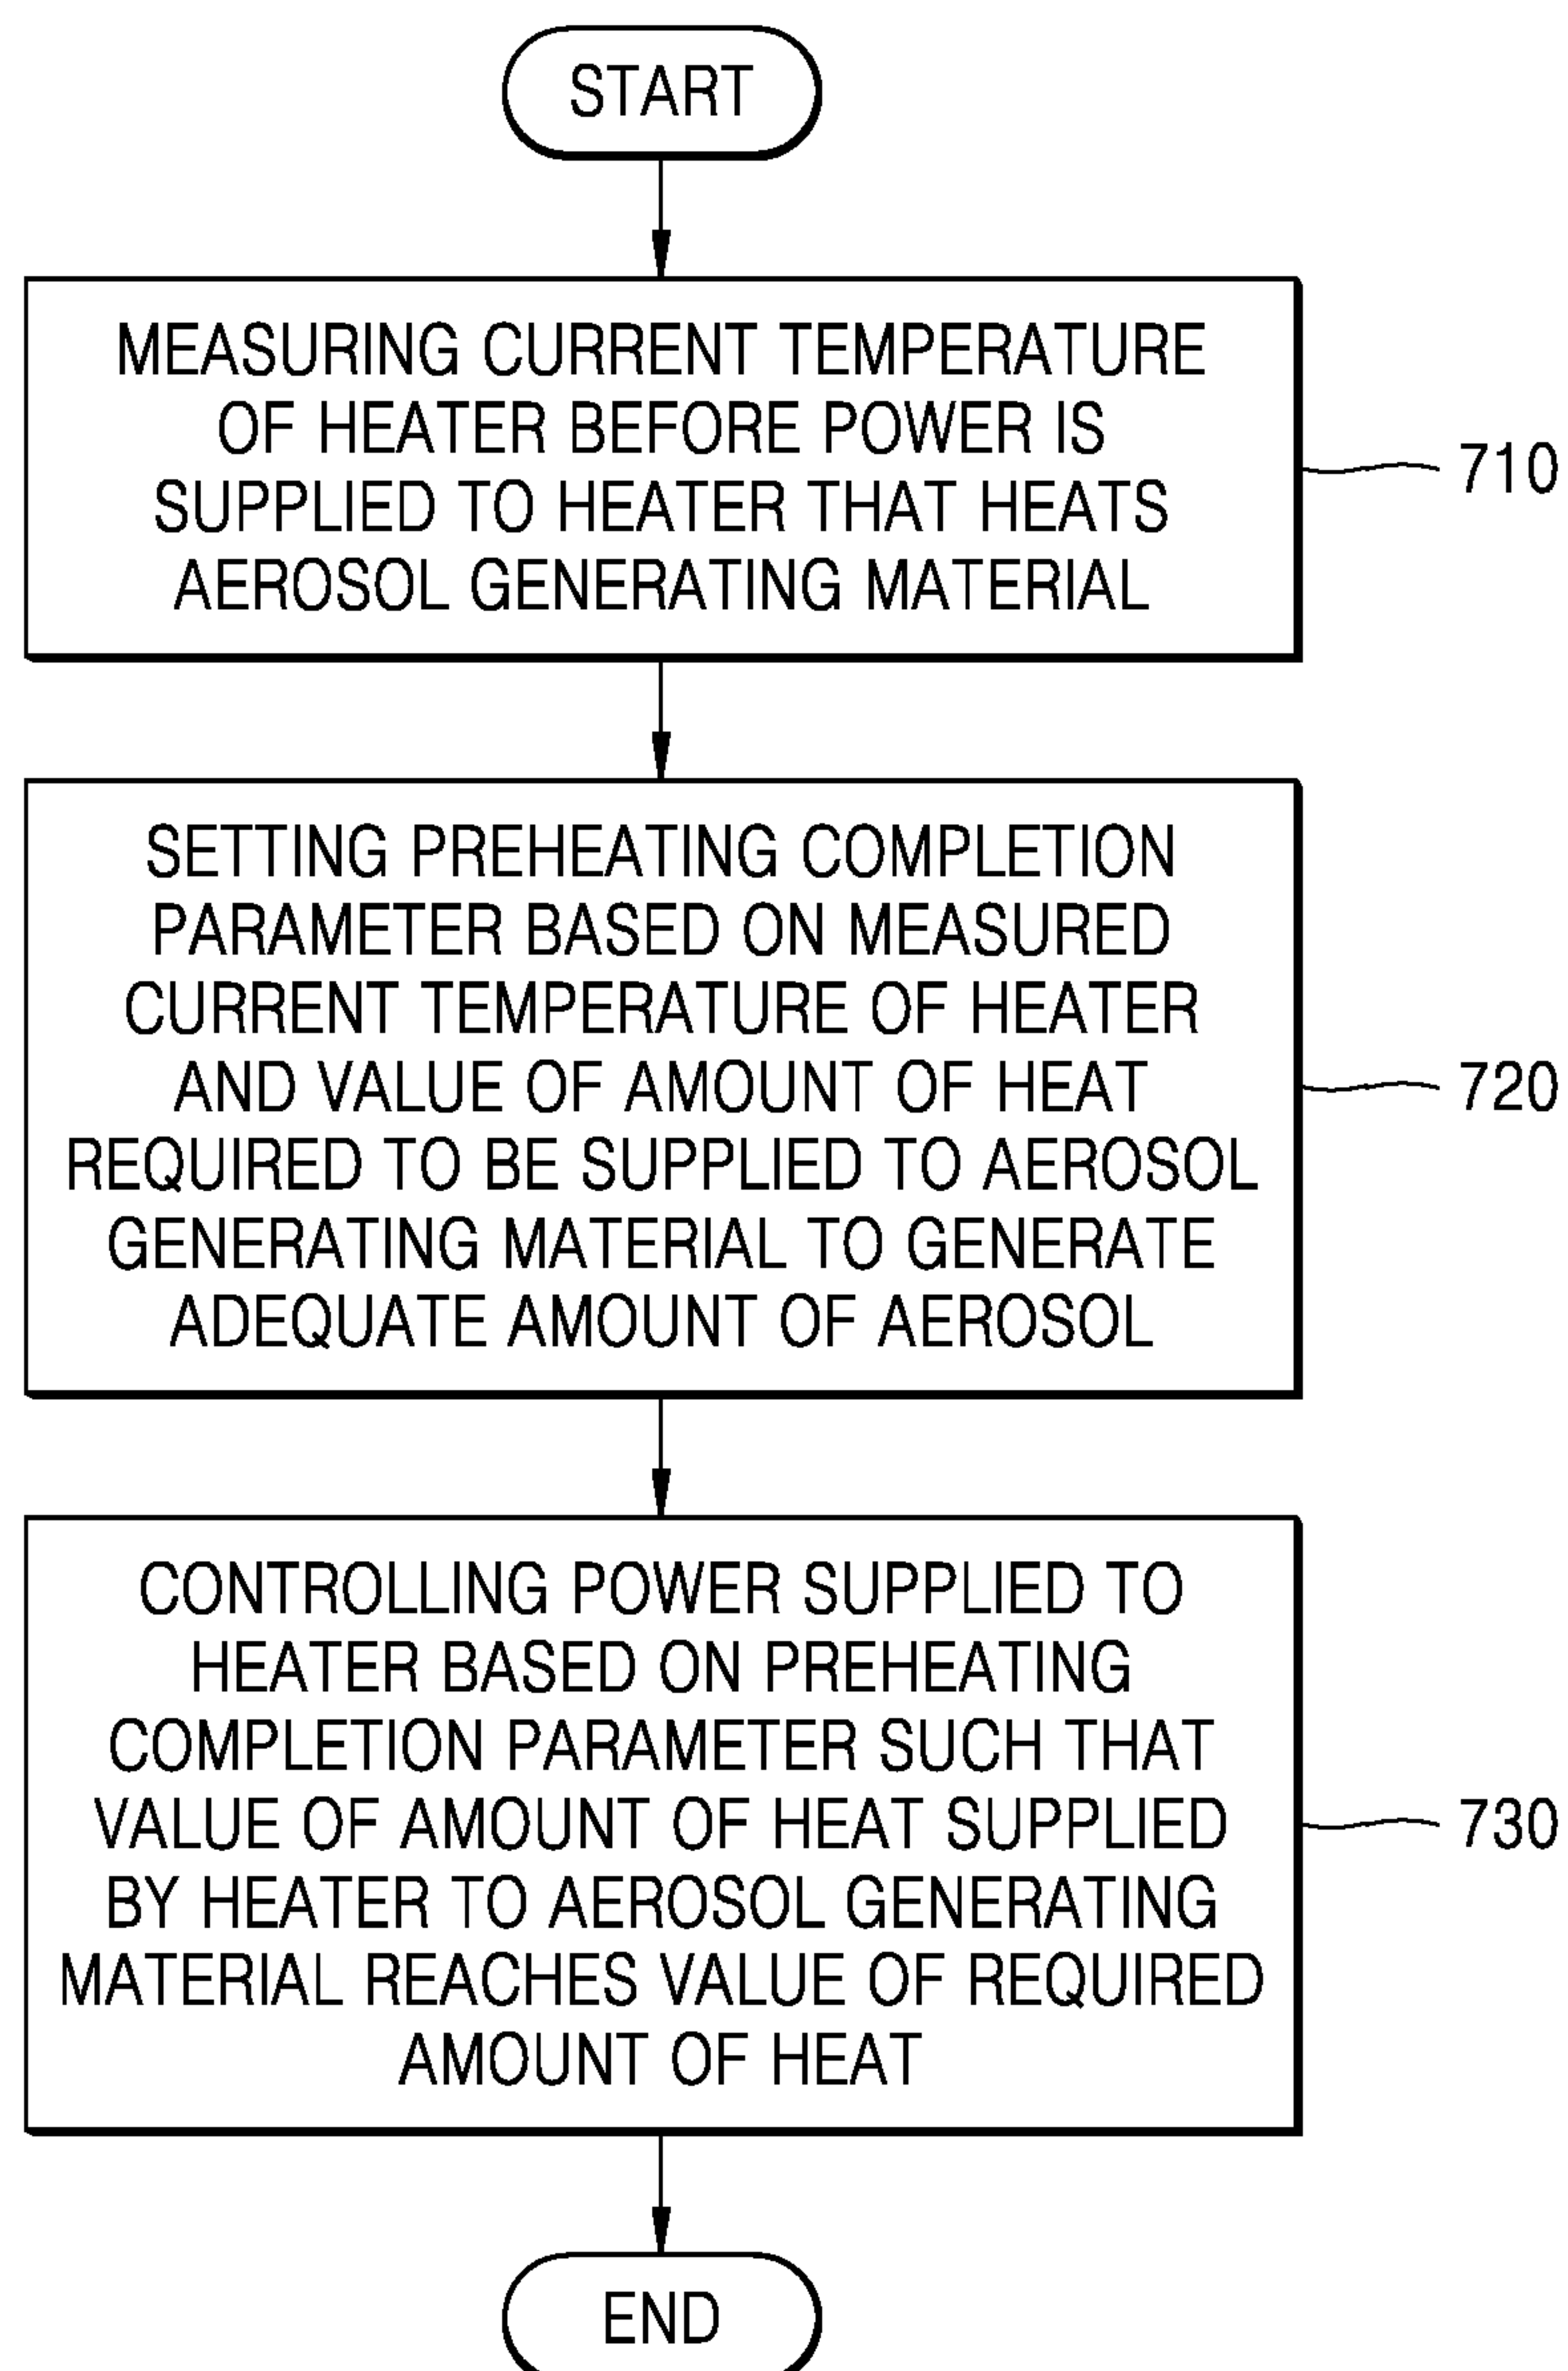 START
MEASURING CURRENT TEMPERATURE
OF HEATER BEFORE POWER IS
SUPPLIED TO HEATER THAT HEATS
AEROSOL GENERATING MATERIAL
710
SETTING PREHEATING COMPLETION
PARAMETER BASED ON MEASURED
CURRENT TEMPERATURE OF HEATER
AND VALUE OF AMOUNT OF HEAT
REQUIRED TO BE SUPPLIED TO AEROSOL
GENERATING MATERIAL TO GENERATE
ADEQUATE AMOUNT OF AEROSOL
720
CONTROLLING POWER SUPPLIED TO
HEATER BASED ON PREHEATING
COMPLETION PARAMETER SUCH THAT
VALUE OF AMOUNT OF HEAT SUPPLIED
BY HEATER TO AEROSOL GENERATING
MATERIAL REACHES VALUE OF REQUIRED
AMOUNT OF HEAT
730
END